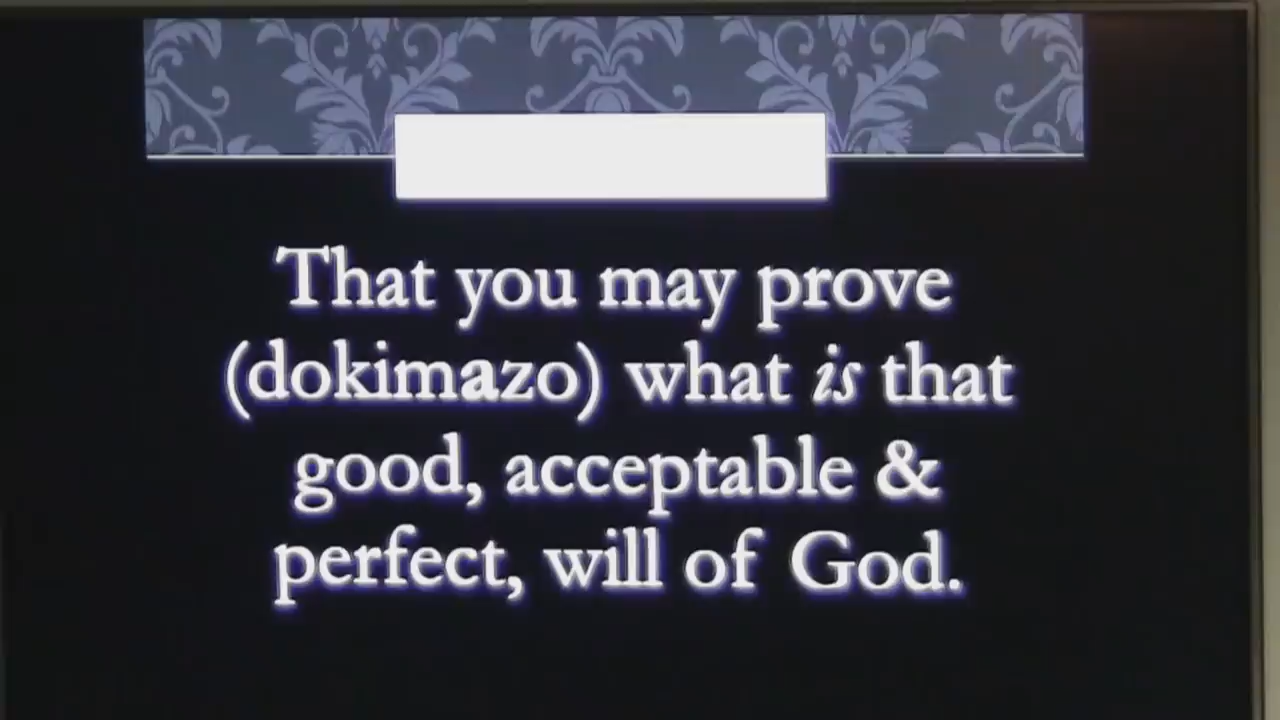 That you may prove
(dokimazo) what is that
good, acceptable &
perfect, will of God.